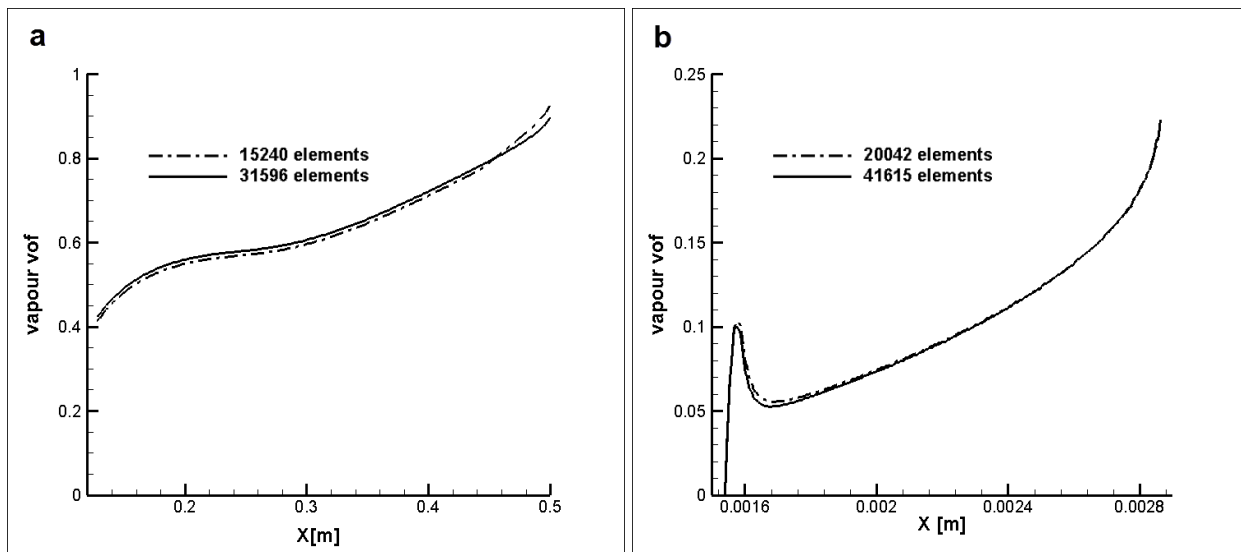 a
vapour vof
1
0.8
0.6
0.4
0.2
0
15240 elements
31596 elements
0.2
0.3
0.4
0.5
X[m]
b
vapour vof
0.25
0.2
0.15
0.1
0.05
0
20042 elements
41615 elements
0.0016
0.002
0.0024
0.0028
X [m]